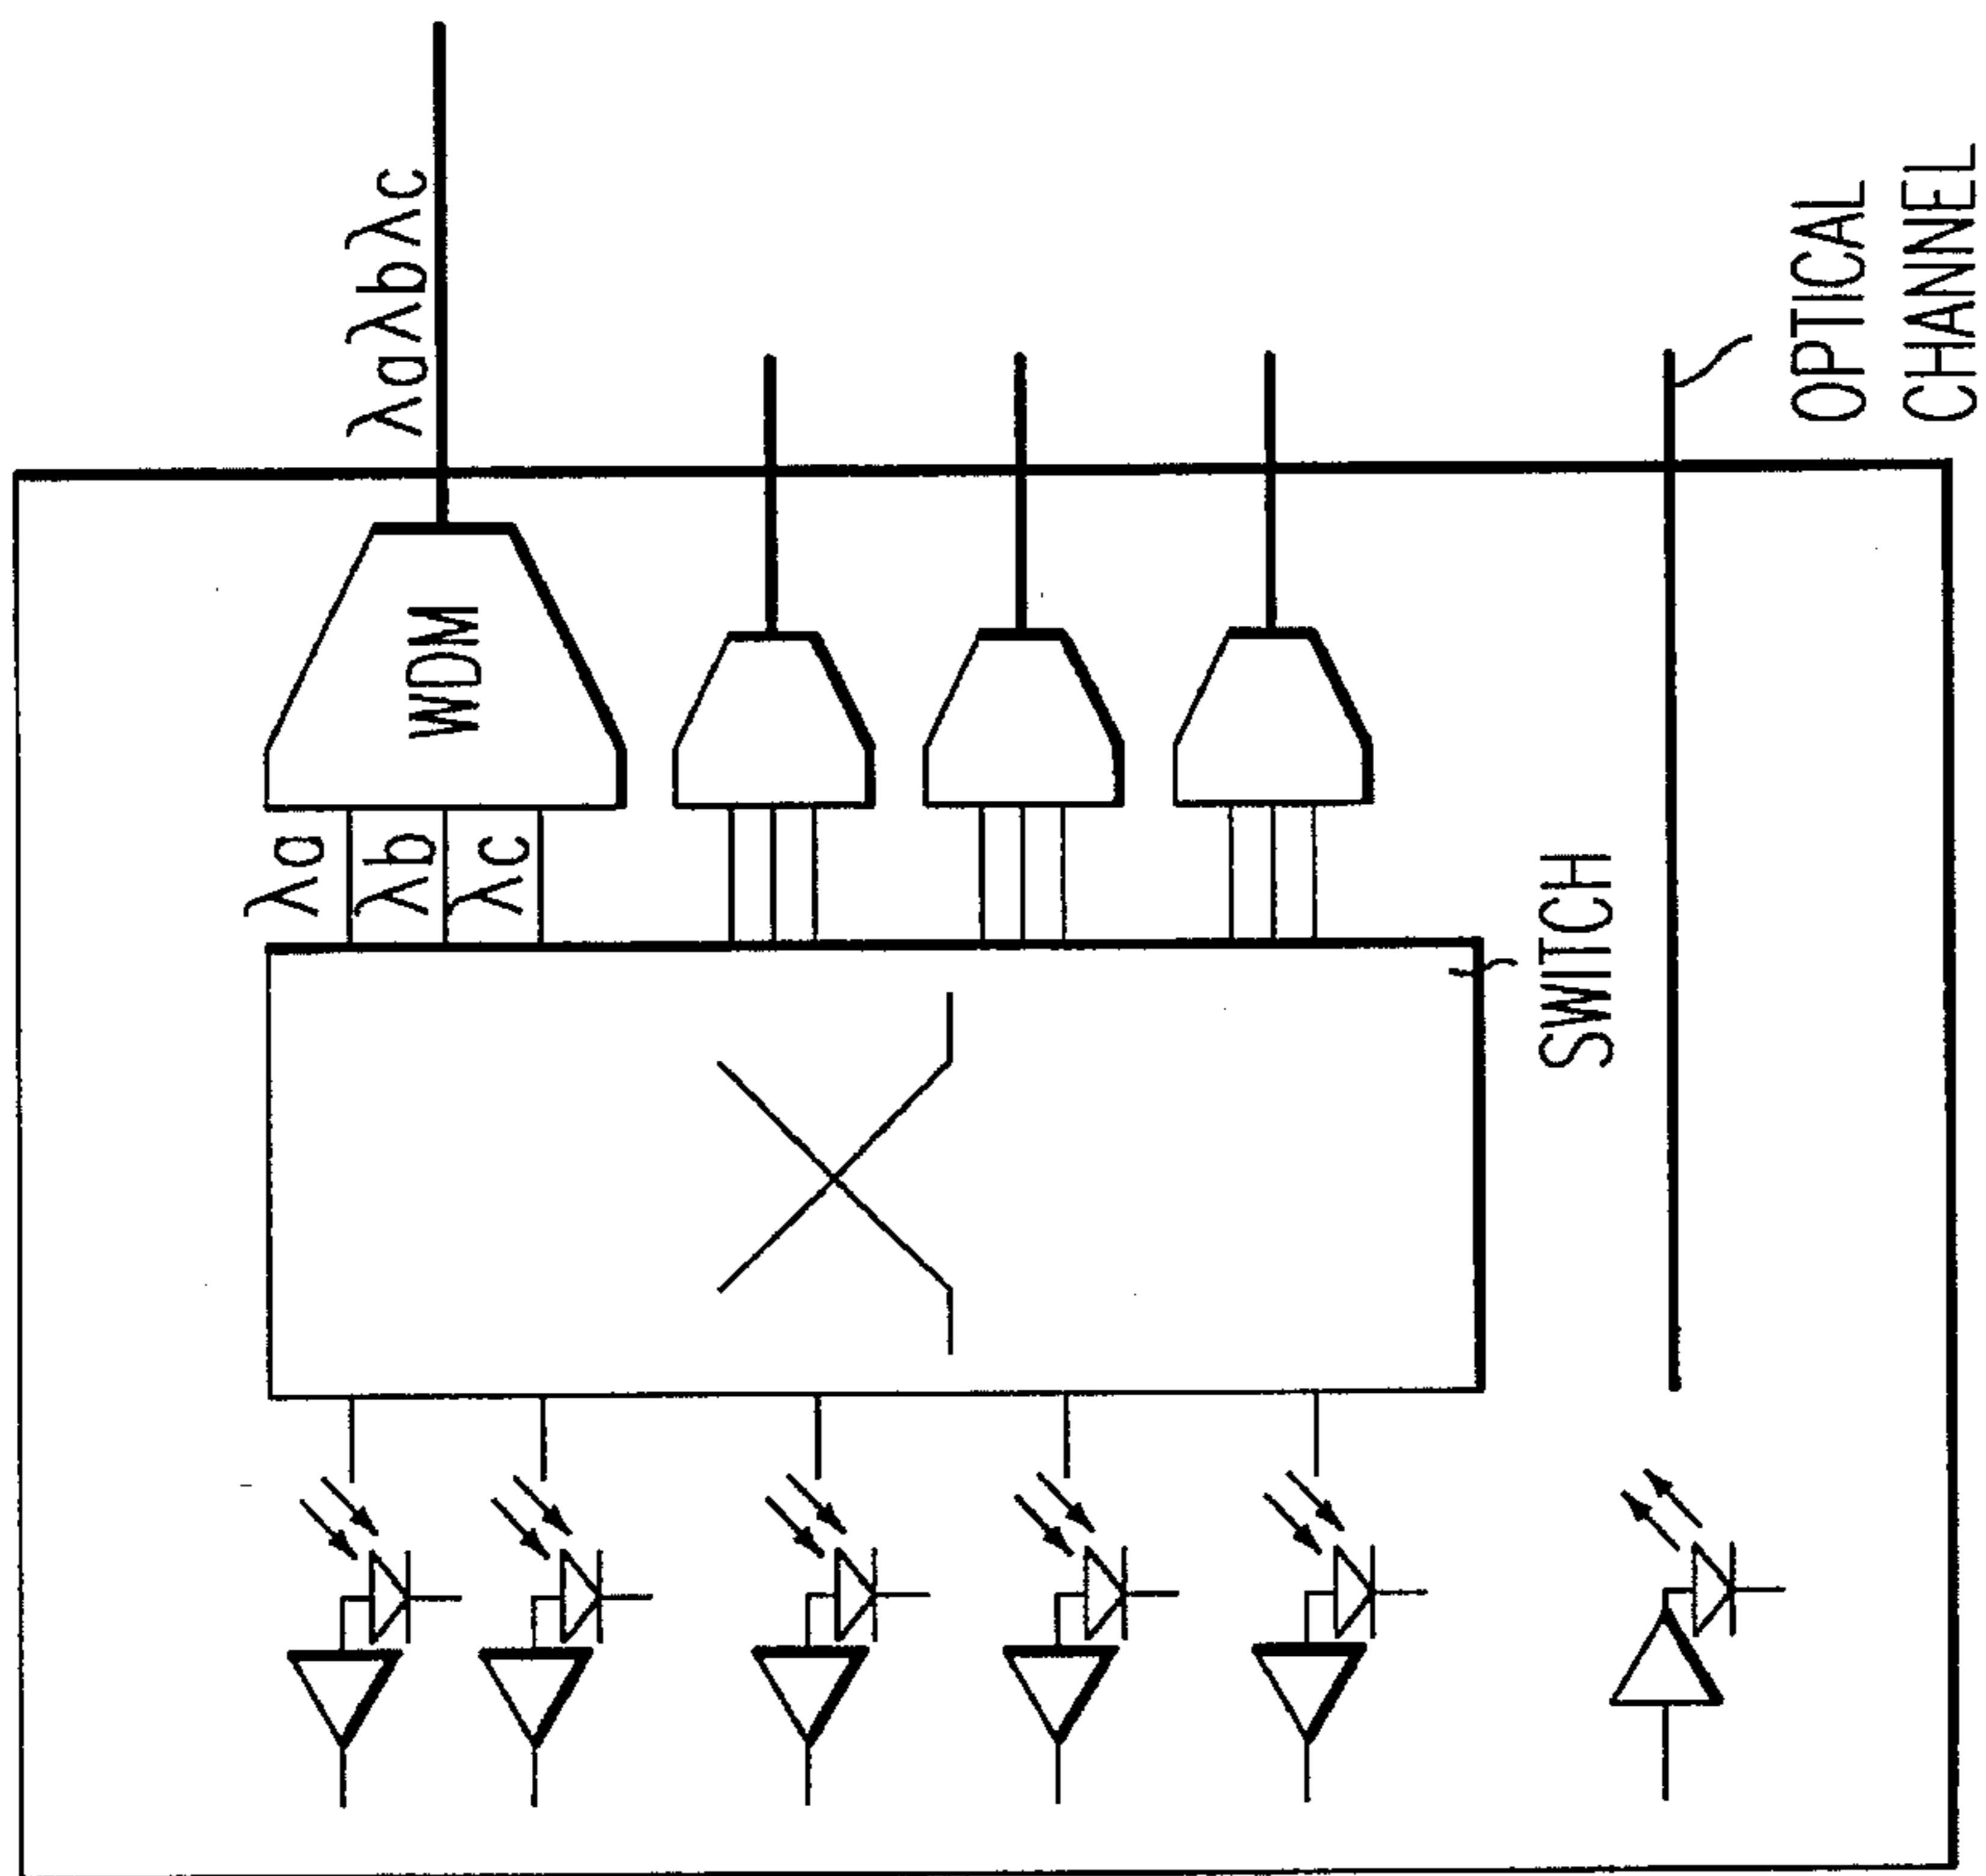 λaλbλc
WDM
λa
λb
λc
SWITCH
OPTICAL
CHANNEL